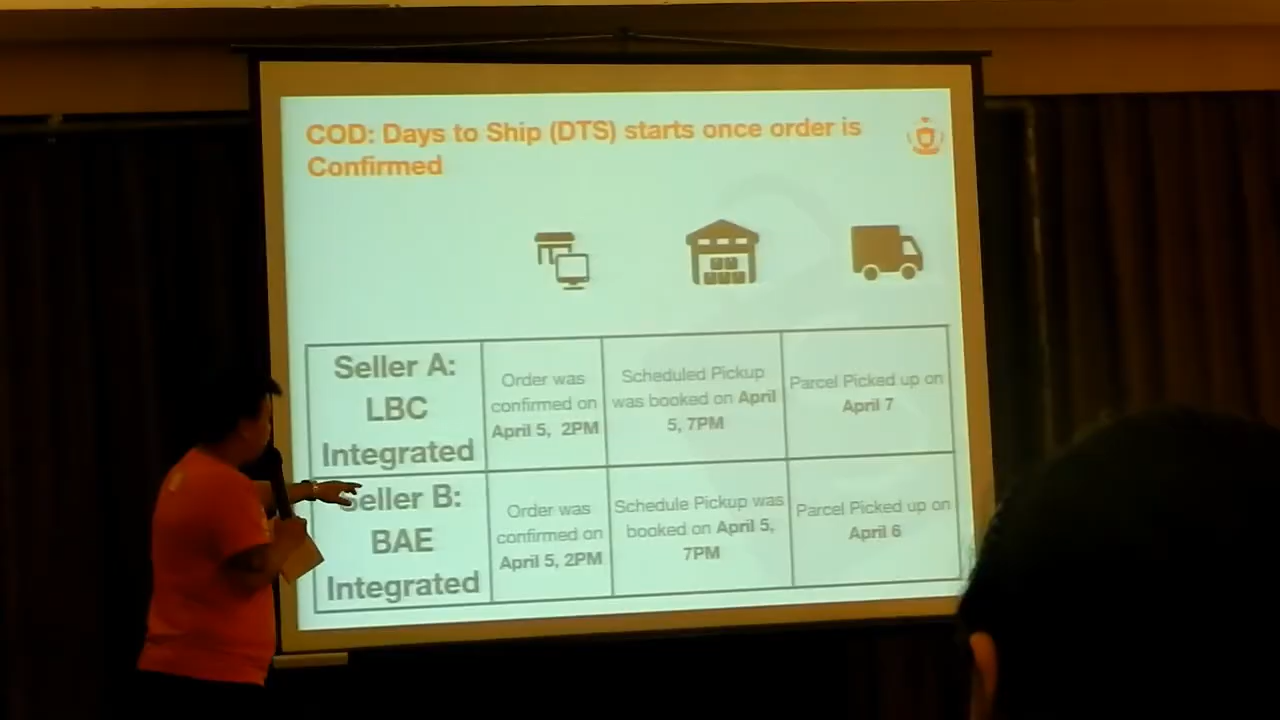 COD: Days to Ship (DTS) starts once order is
Confirmed
Seller A:
LBC
Integrated
Order was
confirmed on
April 5, 2PM
Scheduled Pickup
was booked on April
5, 7PM
Parcel Picked up on
April 7
Seller B:
BAE
Integrated
Order was
confirmed on
April 5, 2PM
Schedule Pickup was
booked on April 5,
7PM
Parcel Picked up on
April 6